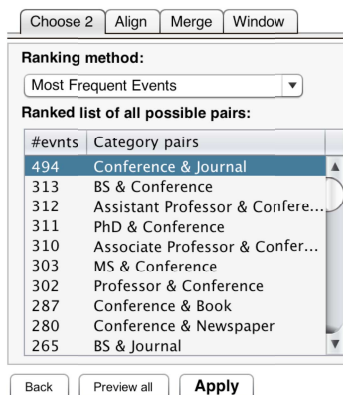 Choose 2 Align Merge Window
Ranking method:
Most Frequent Events
Ranked list of all possible pairs:
#evnts Category pairs
494 Conference & Journal
313 BS & Conference
312 Assistant Professor & Confere...
311 PhD & Conference
310 Associate Professor & Confer...
303 MS & Conference
302 Professor & Conference
287 Conference & Book
280 Conference & Newspaper
265 BS & Journal
Back Preview all Apply